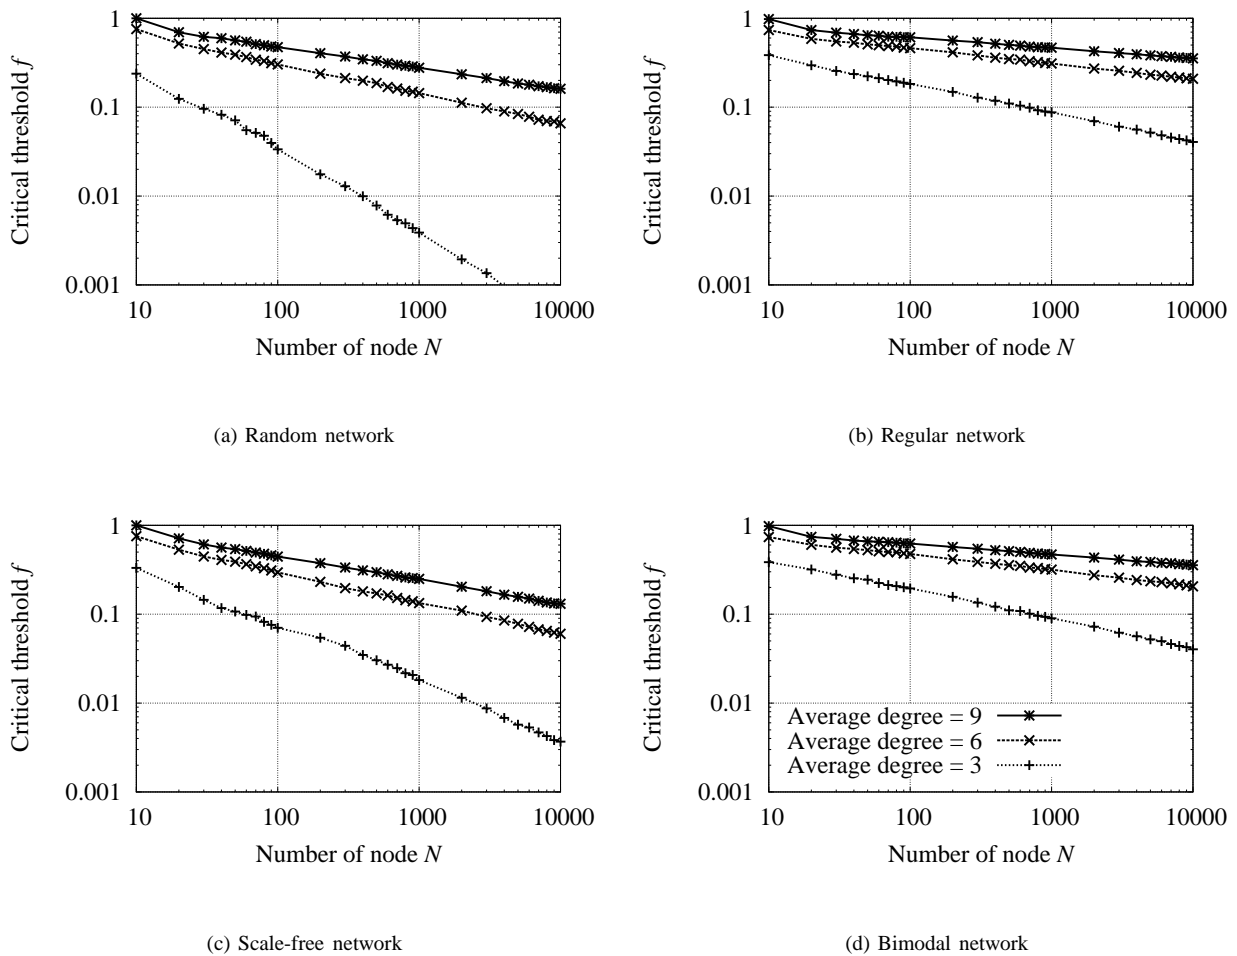 1
0.1
0.01
0.001
Critical threshold f
10
100
1000
10000
Number of node N
(a) Random network
1
0.1
0.01
0.001
Critical threshold f
10
100
1000
10000
Number of node N
(b) Regular network
1
0.1
0.01
0.001
Critical threshold f
10
100
1000
10000
Number of node N
(c) Scale-free network
1
0.1
0.01
0.001
Critical threshold f
Average degree = 9
Average degree = 6
Average degree = 3
10
100
1000
10000
Number of node N
(d) Bimodal network